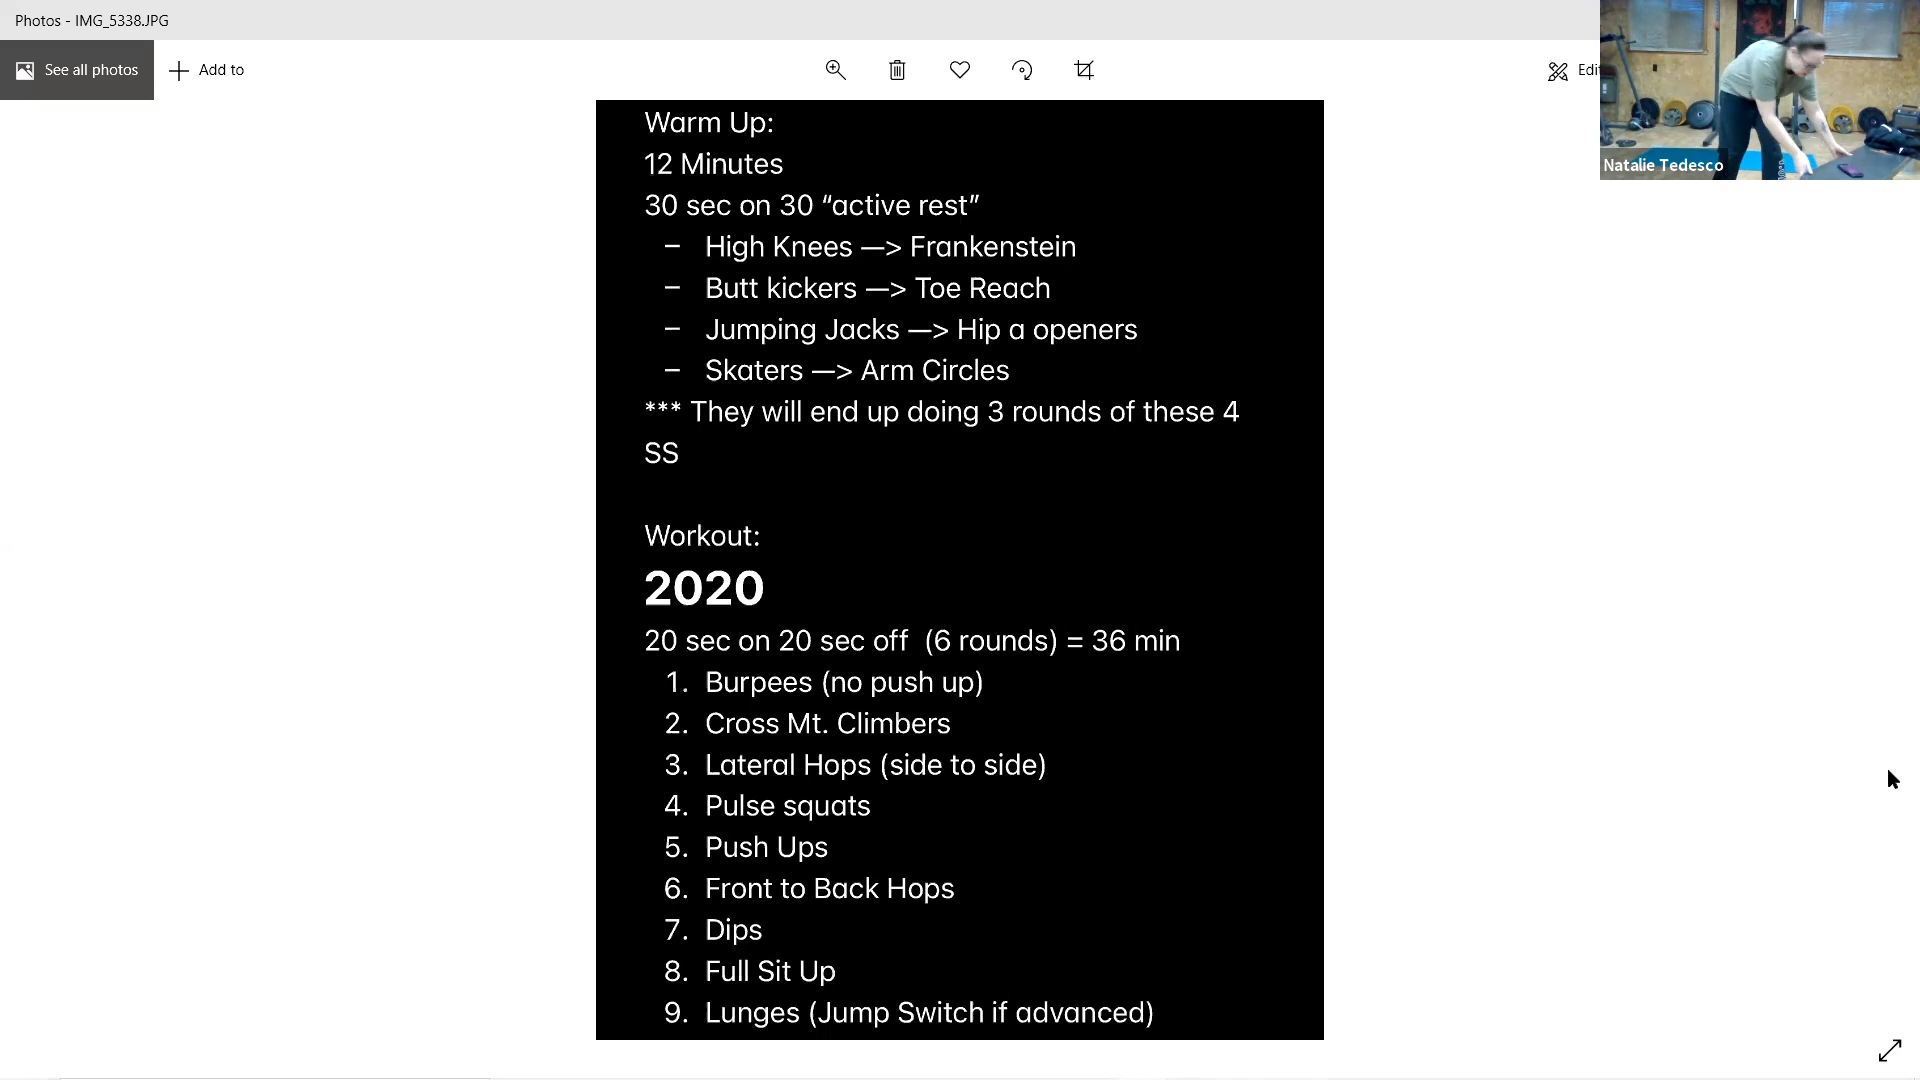 Photos - IMG_5338.JPG
See all photos
Add to
Natalie Tedesco
Warm Up:
12 Minutes
30 sec on 30 “active rest”
– High Knees —> Frankenstein
– Butt kickers —> Toe Reach
– Jumping Jacks —> Hip a openers
– Skaters —> Arm Circles
*** They will end up doing 3 rounds of these 4
SS
Workout:
2020
20 sec on 20 sec off (6 rounds) = 36 min
1. Burpees (no push up)
2. Cross Mt. Climbers
3. Lateral Hops (side to side)
4. Pulse squats
5. Push Ups
6. Front to Back Hops
7. Dips
8. Full Sit Up
9. Lunges (Jump Switch if advanced)